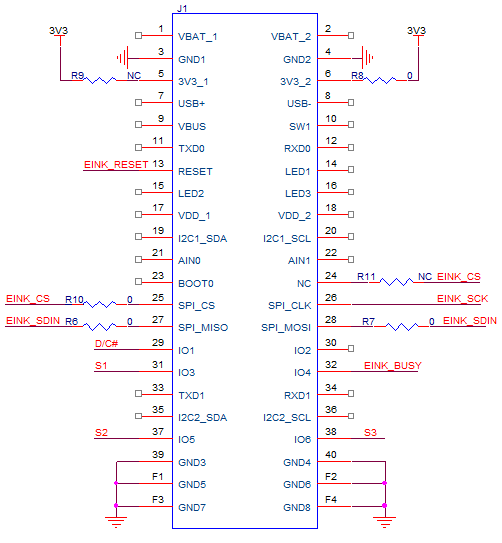 J1
1 VBAT_1 VBAT_2 2
3V3 3 GND1 GND2 4 3V3
R9 NC 5 3V3_1 3V3_2 6 R8 0
7 USB+ USB- 8
9 VBUS SW1 10
11 TXD0 RXD0 12
EINK_RESET 13 RESET LED1 14
15 LED2 LED3 16
17 VDD_1 VDD_2 18
19 I2C1_SDA I2C1_SCL 20
21 AIN0 AIN1 22
23 BOOT0 NC 24 R11 NC EINK_CS
EINK_CS R10 0 25 SPI_CS SPI_CLK 26 EINK_SCK
EINK_SDIN R6 0 27 SPI_MISO SPI_MOSI 28 R7 0 EINK_SDIN
D/C# 29 IO1 IO2 30
S1 31 IO3 IO4 32 EINK_BUSY
33 TXD1 RXD1 34
35 I2C2_SDA I2C2_SCL 36
S2 37 IO5 IO6 38 S3
39 GND3 GND4 40
F1 GND5 GND6 F2
F3 GND7 GND8 F4